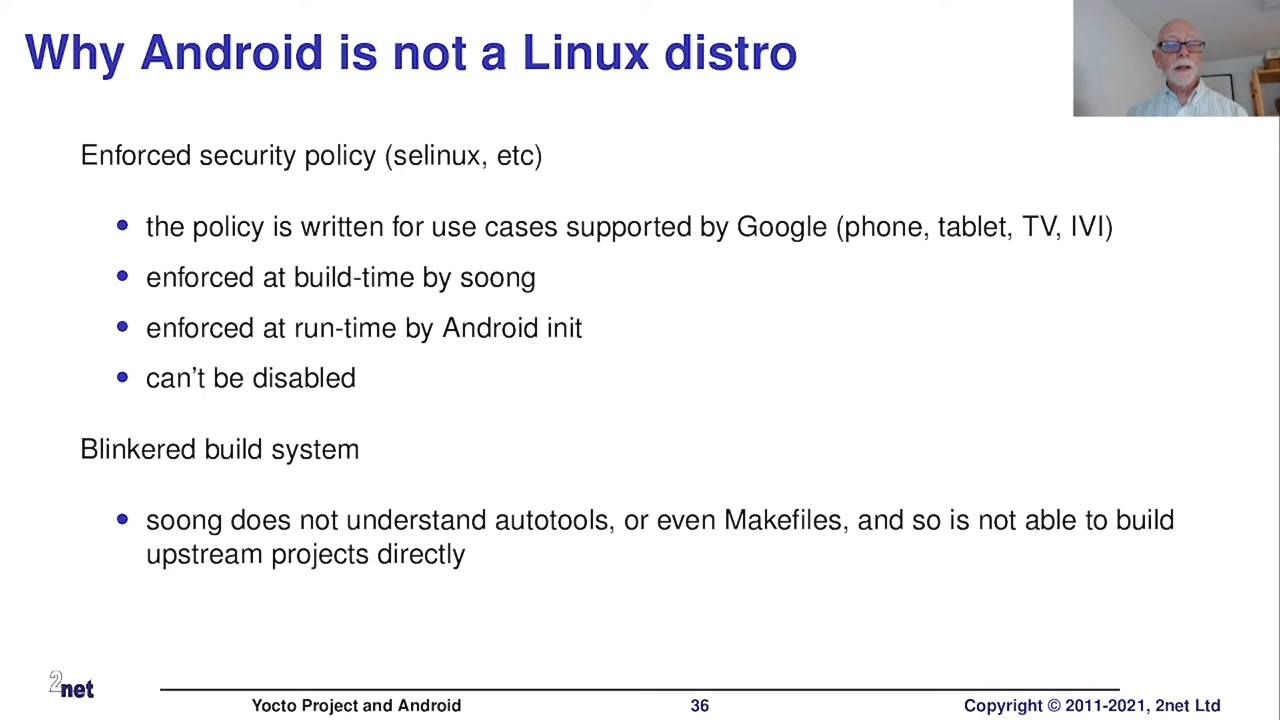 Why Android is not a Linux distro
Enforced security policy (selinux, etc)
the policy is written for use cases supported by Google (phone, tablet, TV, IVI)
enforced at build-time by soong
enforced at run-time by Android init
can't be disabled
Blinkered build system
soong does not understand autotools, or even Makefiles, and so is not able to build
upstream projects directly
2net
Yocto Project and Android
36
Copyright © 2011-2021, 2net Ltd